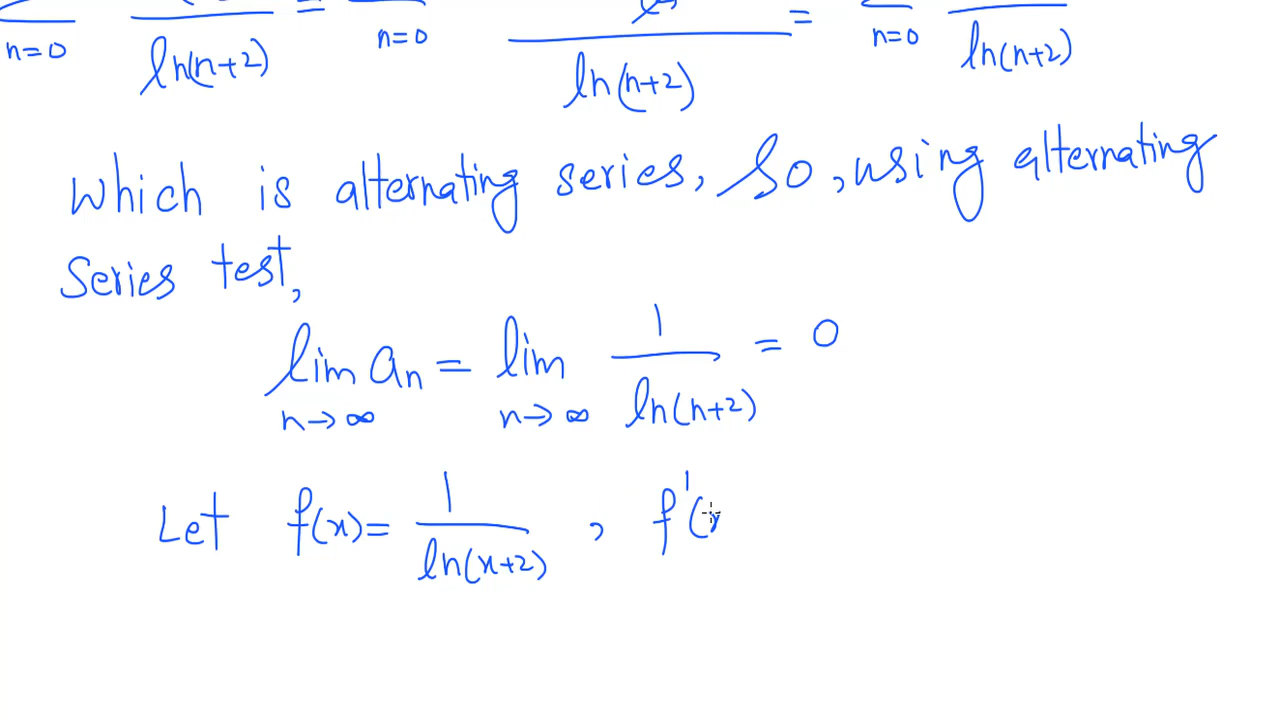 n=0 ln(n+2) = n=0 ln(n+2) = n=0 ln(n+2)
Which is alternating series, So, using alternating
Series test,
lim n→∞ an = lim n→∞ 1/ln(n+2) = 0
Let f(x)= 1/ln(x+2) , f'(x